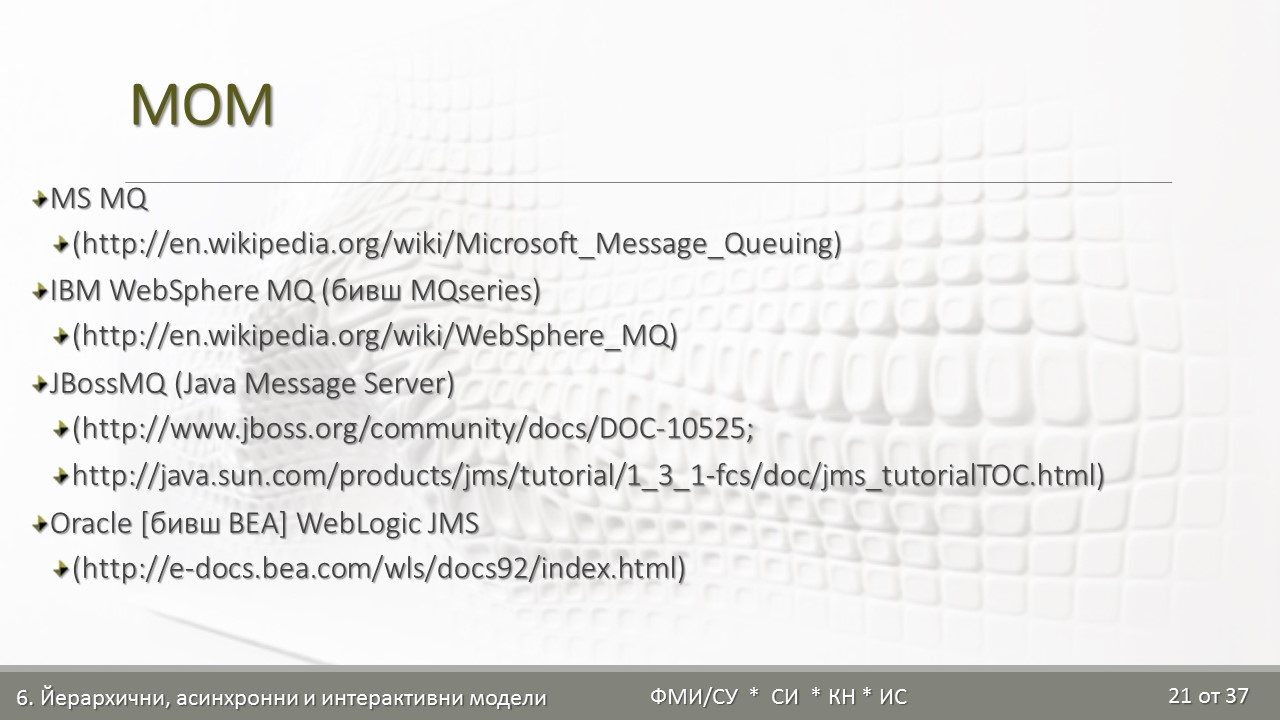 МОМ
MS MQ
(http://en.wikipedia.org/wiki/Microsoft_Message_Queuing)
IBM WebSphere MQ (бивш MQseries)
(http://en.wikipedia.org/wiki/WebSphere_MQ)
JBossMQ (Java Message Server)
(http://www.jboss.org/community/docs/DOC-10525;
http://java.sun.com/products/jms/tutorial/1_3_1-fcs/doc/jms_tutorialTOC.html)
Oracle [бивш BEA] WebLogic JMS
(http://e-docs.bea.com/wls/docs92/index.html)
6. Йерархични, асинхронни и интерактивни модели
ФМИ/СУ * СИ * КН * ИС
21 от 37